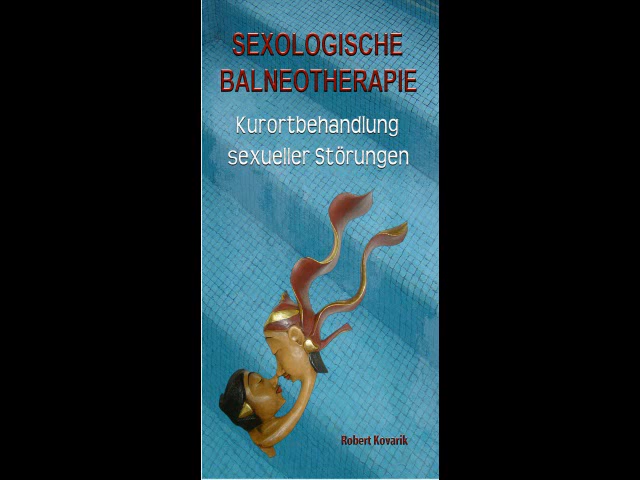 SEXOLOGISCHE
BALNEOTHERAPIE
Kurortbehandlung
sexueller Störungen
Robert Kovarik